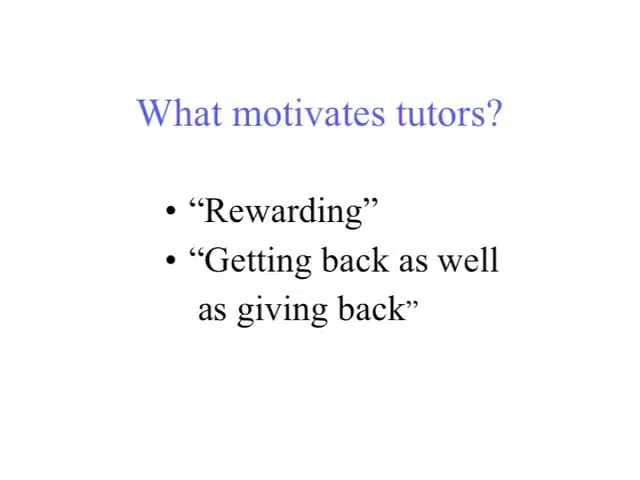 What motivates tutors?
• “Rewarding”
• “Getting back as well
as giving back”